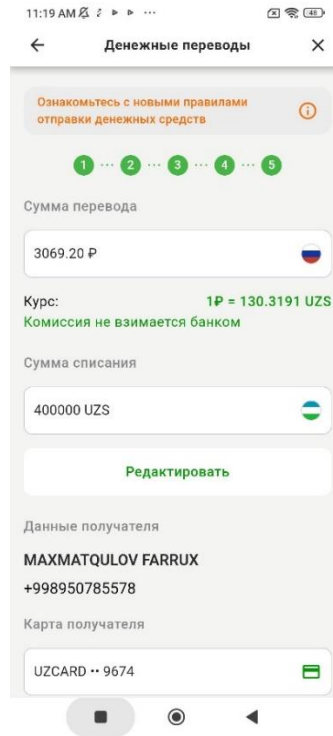 11:19 AM
48
Денежные переводы
Ознакомьтесь с новыми правилами
отправки денежных средств
1 ··· 2 ··· 3 ··· 4 ··· 5
Сумма перевода
3069.20 ₽
Курс: 1₽ = 130.3191 UZS
Комиссия не взимается банком
Сумма списания
400000 UZS
Редактировать
Данные получателя
MAXMATQULOV FARRUX
+998950785578
Карта получателя
UZCARD •• 9674